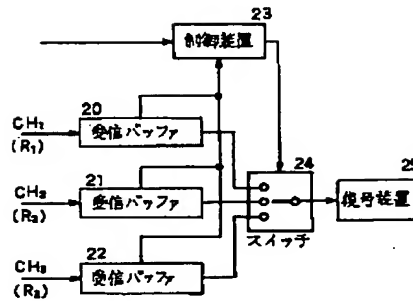 23
制御装置
20
CH₁
(R₁)
受信バッファ
21
CH₂
(R₂)
受信バッファ
24
スイッチ
25
復号装置
22
CH₃
(R₃)
受信バッファ